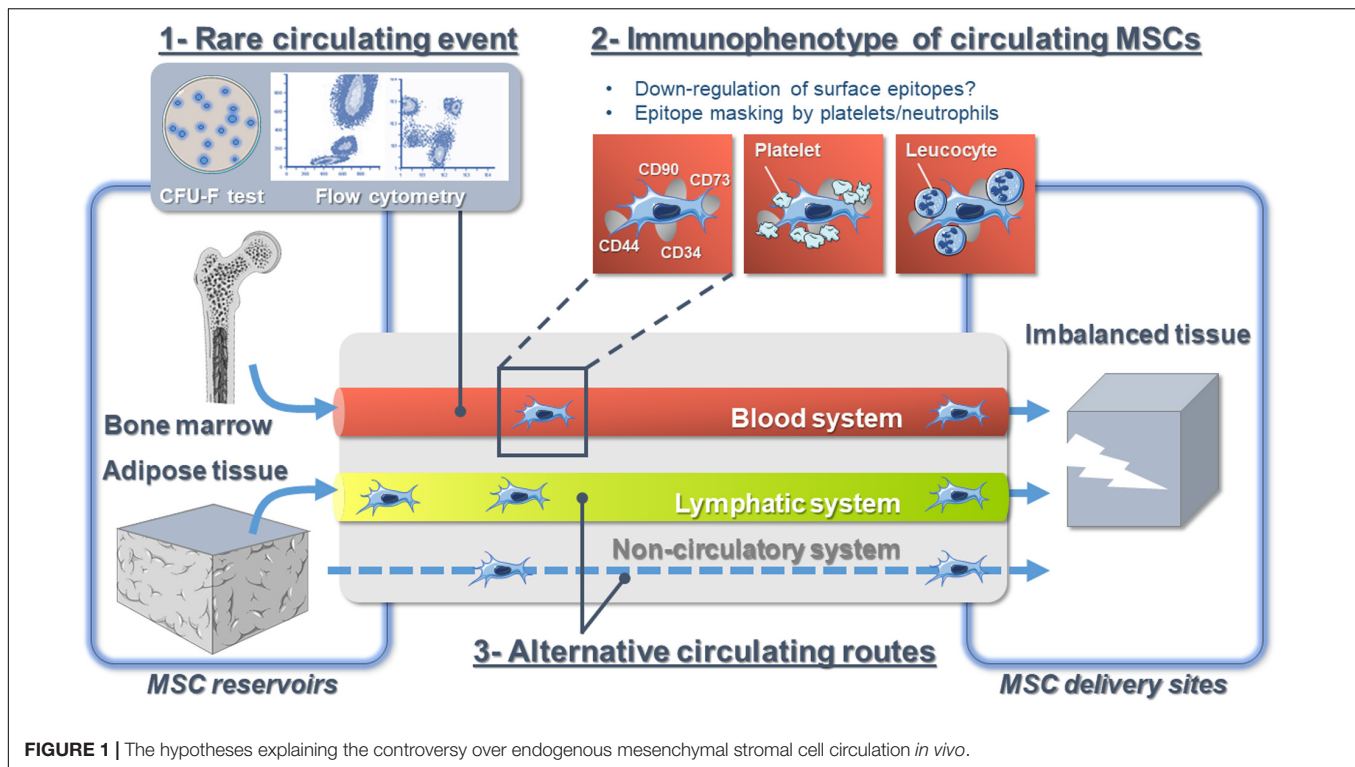 1- Rare circulating event
2- Immunophenotype of circulating MSCs
• Down-regulation of surface epitopes?
• Epitope masking by platelets/neutrophils
CFU-F test
Flow cytometry
CD90
CD73
CD44
CD34
Platelet
Leucocyte
Bone marrow
Adipose tissue
Imbalanced tissue
Blood system
Lymphatic system
Non-circulatory system
3- Alternative circulating routes
MSC reservoirs
MSC delivery sites
FIGURE 1 | The hypotheses explaining the controversy over endogenous mesenchymal stromal cell circulation in vivo.